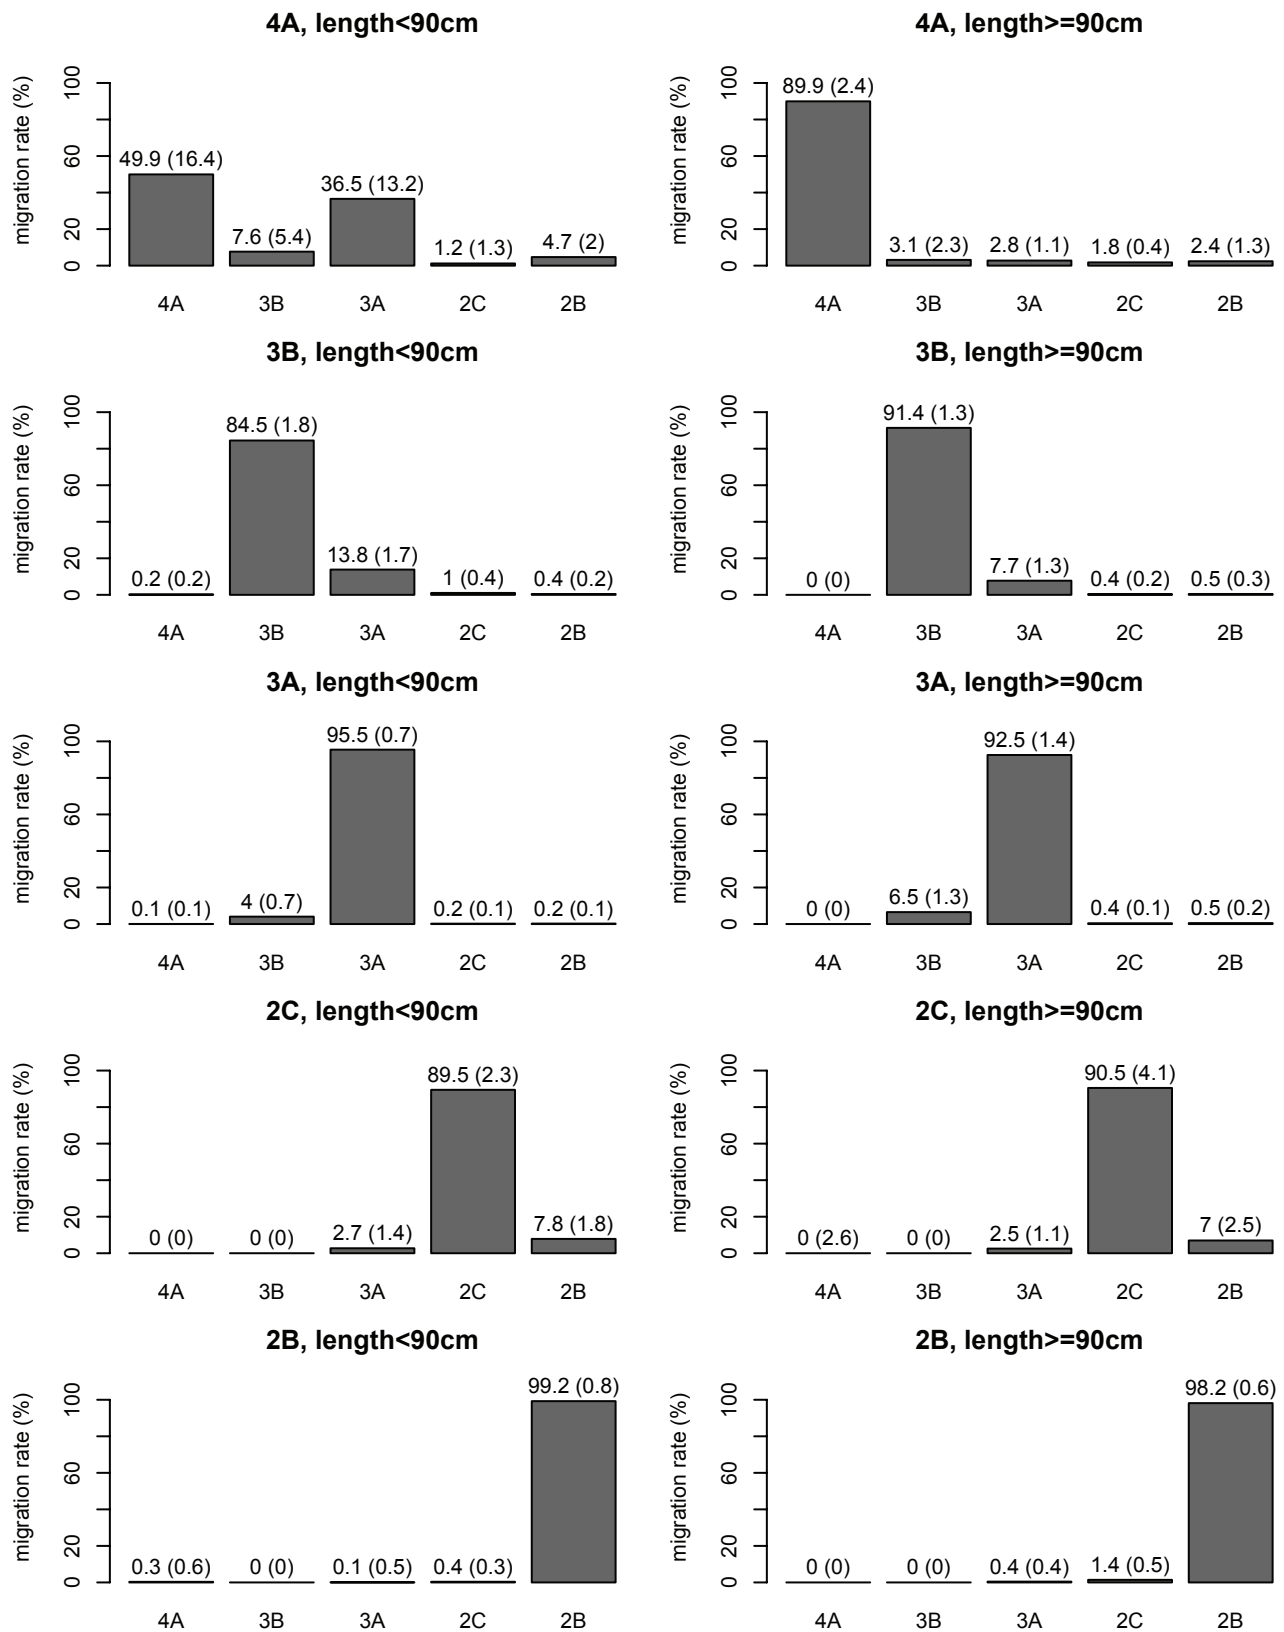 4A, length<90cm
migration rate (%)
0 20 60 100
49.9 (16.4) 7.6 (5.4) 36.5 (13.2) 1.2 (1.3) 4.7 (2)
4A 3B 3A 2C 2B
4A, length>=90cm
migration rate (%)
0 20 60 100
89.9 (2.4) 3.1 (2.3) 2.8 (1.1) 1.8 (0.4) 2.4 (1.3)
4A 3B 3A 2C 2B
3B, length<90cm
migration rate (%)
0 20 60 100
0.2 (0.2) 84.5 (1.8) 13.8 (1.7) 1 (0.4) 0.4 (0.2)
4A 3B 3A 2C 2B
3B, length>=90cm
migration rate (%)
0 20 60 100
0 (0) 91.4 (1.3) 7.7 (1.3) 0.4 (0.2) 0.5 (0.3)
4A 3B 3A 2C 2B
3A, length<90cm
migration rate (%)
0 20 60 100
0.1 (0.1) 4 (0.7) 95.5 (0.7) 0.2 (0.1) 0.2 (0.1)
4A 3B 3A 2C 2B
3A, length>=90cm
migration rate (%)
0 20 60 100
0 (0) 6.5 (1.3) 92.5 (1.4) 0.4 (0.1) 0.5 (0.2)
4A 3B 3A 2C 2B
2C, length<90cm
migration rate (%)
0 20 60 100
0 (0) 0 (0) 2.7 (1.4) 89.5 (2.3) 7.8 (1.8)
4A 3B 3A 2C 2B
2C, length>=90cm
migration rate (%)
0 20 60 100
0 (2.6) 0 (0) 2.5 (1.1) 90.5 (4.1) 7 (2.5)
4A 3B 3A 2C 2B
2B, length<90cm
migration rate (%)
0 20 60 100
0.3 (0.6) 0 (0) 0.1 (0.5) 0.4 (0.3) 99.2 (0.8)
4A 3B 3A 2C 2B
2B, length>=90cm
migration rate (%)
0 20 60 100
0 (0) 0 (0) 0.4 (0.4) 1.4 (0.5) 98.2 (0.6)
4A 3B 3A 2C 2B